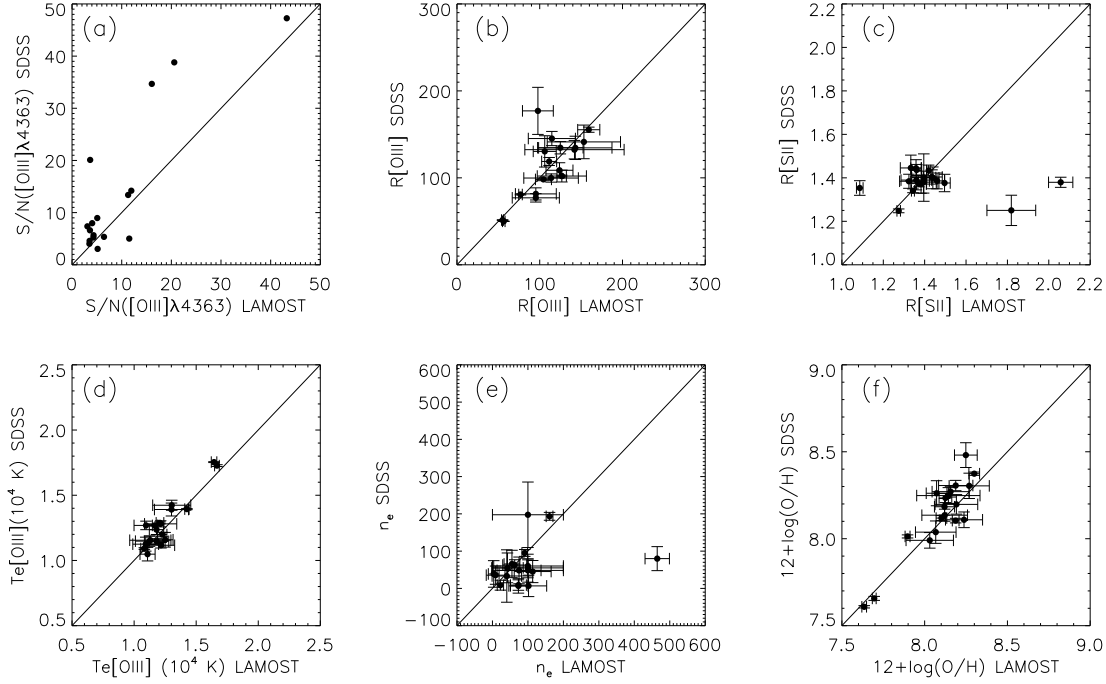 (a)
50
40
30
20
10
0
S/N([OIII]λ4363) SDSS
0 10 20 30 40 50
S/N([OIII]λ4363) LAMOST
(b)
300
200
100
0
R[OIII] SDSS
0 100 200 300
R[OIII] LAMOST
(c)
2.2
2.0
1.8
1.6
1.4
1.2
1.0
R[SII] SDSS
1.0 1.2 1.4 1.6 1.8 2.0 2.2
R[SII] LAMOST
(d)
2.5
2.0
1.5
1.0
0.5
Te[OIII](10⁴ K) SDSS
0.5 1.0 1.5 2.0 2.5
Te[OIII] (10⁴ K) LAMOST
(e)
600
500
400
300
200
100
0
−100
nₑ SDSS
−100 0 100 200 300 400 500 600
nₑ LAMOST
(f)
9.0
8.5
8.0
7.5
12+log(O/H) SDSS
7.5 8.0 8.5 9.0
12+log(O/H) LAMOST